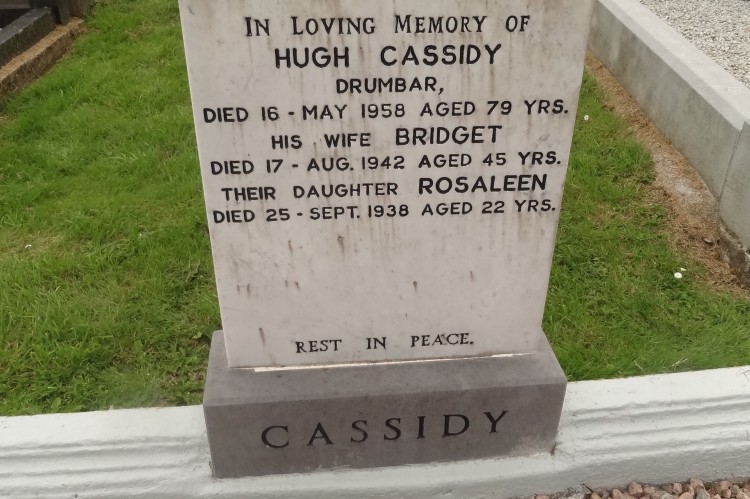 IN LOVING MEMORY OF
HUGH CASSIDY
DRUMBAR,
DIED 16 - MAY 1958 AGED 79 YRS.
HIS WIFE BRIDGET
DIED 17 - AUG. 1942 AGED 45 YRS.
THEIR DAUGHTER ROSALEEN
DIED 25 - SEPT. 1938 AGED 22 YRS.
REST IN PEACE.
CASSIDY